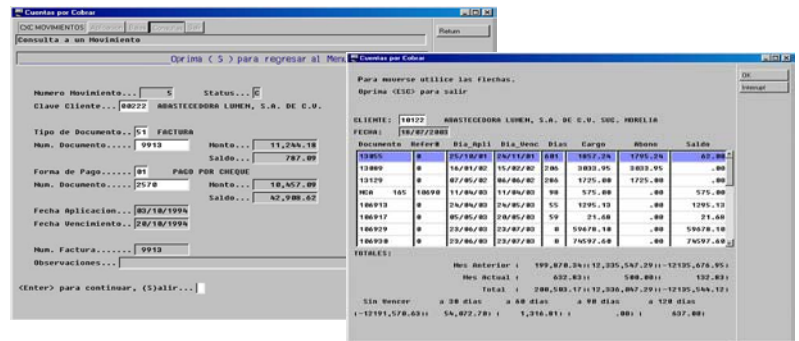 Cuentas por Cobrar
CXC MOVIMIENTOS:
Return
Consulta a un Movimiento
Oprima ( S ) para regresar al Menu
Numero Movimiento... 5 Status... C
Clave Cliente... 00222 ABASTECEDORA LUMEN, S.A. DE C.V.
Tipo de Documento.. 51 FACTURA
Num. Documento..... 9913 Monto... 11,244.18
Saldo... 787.09
Forma de Pago..... 01 PAGO POR CHEQUE
Num. Documento.... 2570 Monto... 10,457.09
Saldo... 42,908.62
Fecha Aplicacion... 03/10/1994
Fecha Vencimiento.. 20/10/1994
Num. Factura....... 9913
Observaciones...
<Enter> para continuar, (S)alir...
Cuentas por Cobrar
Para moverse utilice las flechas.
Oprima <ESC> para salir
OK
Interrupt
CLIENTE: 10122 ABASTECEDORA LUMEN, S.A. DE C.V. SUC. MORELIA
FECHA: 18/07/2003
Documento Refer# Dia_Apli Dia_Venc Dias Cargo Abono Saldo
13055 0 25/10/01 24/11/01 601 1857.24 1795.24 62.00
13089 0 16/01/02 15/02/02 206 3033.95 3033.95 .00
13129 0 07/05/02 06/06/02 206 1725.00 1725.00 .00
NCA 165 10690 11/04/03 11/04/03 98 575.00 .00 575.00
106913 0 24/04/03 24/05/03 55 1295.13 .00 1295.13
106917 0 05/05/03 20/05/03 59 21.68 .00 21.68
106929 0 23/06/03 23/07/03 0 59678.10 .00 59678.10
106930 0 23/06/03 23/07/03 0 74597.60 .00 74597.60
TOTALES:
Mes Anterior : 199,870.34::12,335,547.29::-12135,676.95:
Mes Actual : 632.83:: 500.00:: 132.83:
Total : 200,503.17::12,336,047.29::-12135,544.12:
Sin Vencer a 30 dias a 60 dias a 90 dias a 120 dias
:-12191,570.63:: 54,072.70: : 1,316.81: : .00: : 637.00: